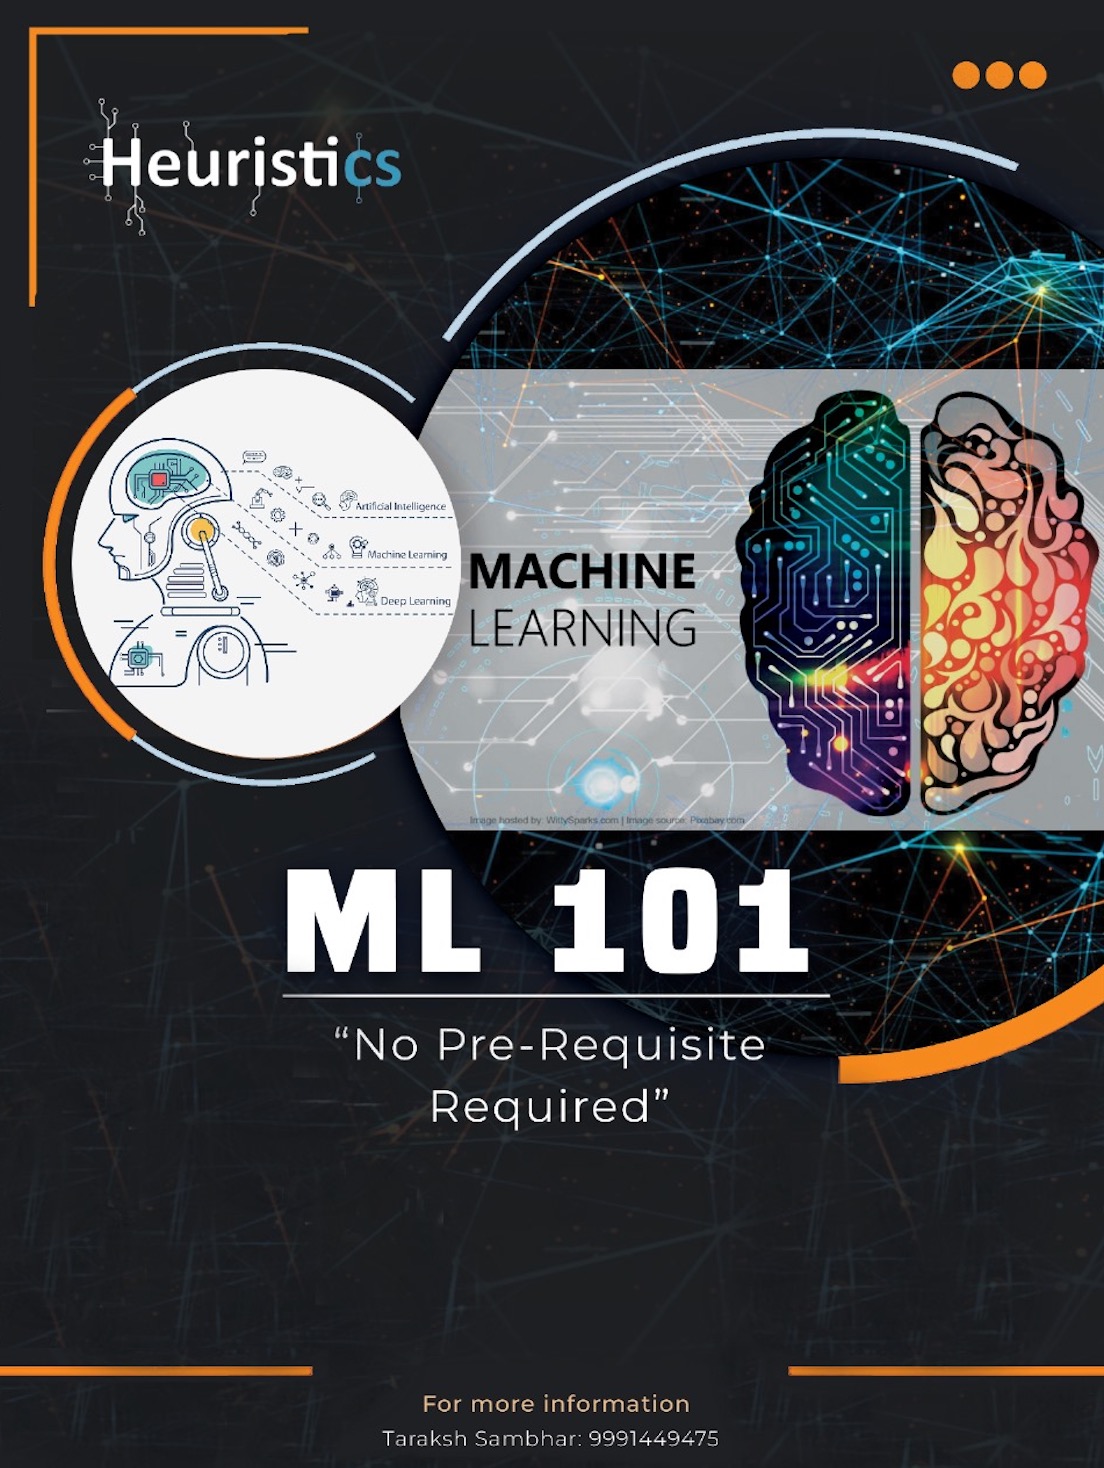 Heuristics
Artificial Intelligence
Machine Learning
Deep Learning
MACHINE
LEARNING
Image hosted by: WittySparks.com | Image source: Pixabay.com
ML 101
“No Pre-Requisite
Required”
For more information
Taraksh Sambhar: 9991449475